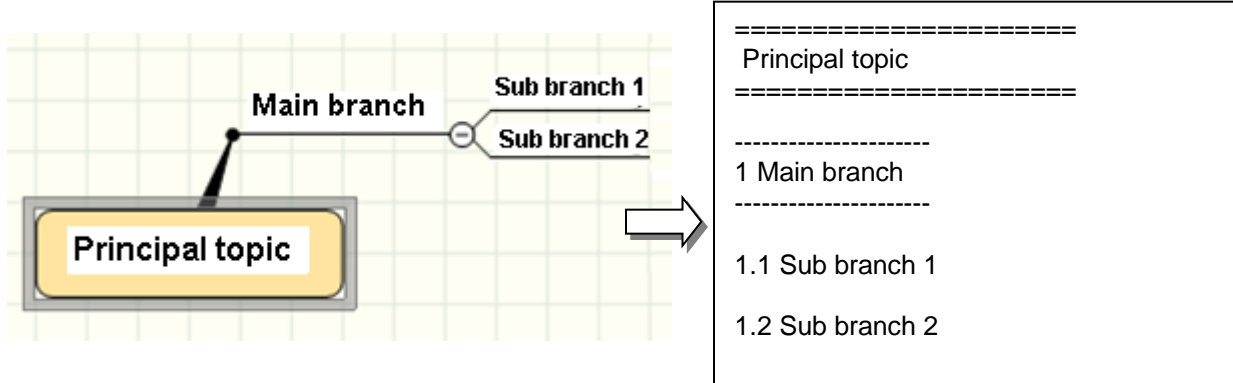 Main branch
Sub branch 1
Sub branch 2
Principal topic
======================
Principal topic
======================
----------------------
1 Main branch
----------------------
1.1 Sub branch 1
1.2 Sub branch 2